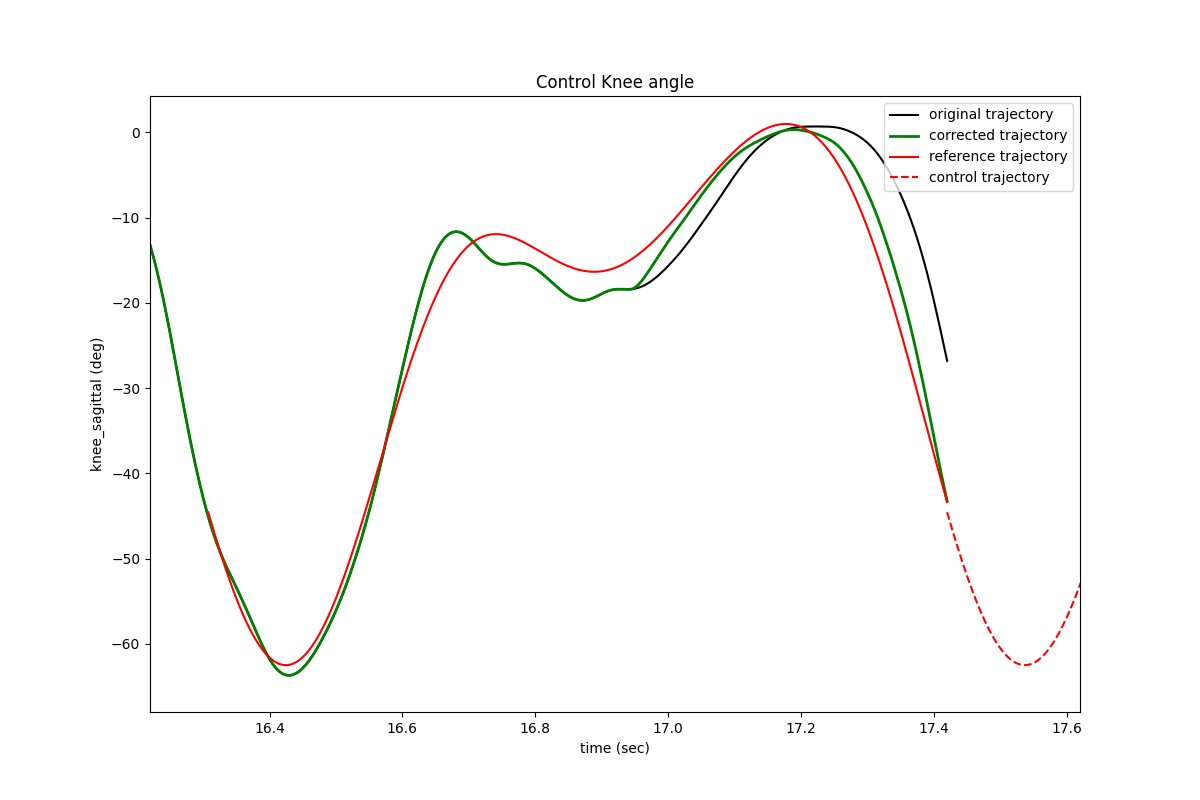 Control Knee angle
original trajectory
corrected trajectory
reference trajectory
control trajectory
knee_sagittal (deg)
0
−10
−20
−30
−40
−50
−60
16.4 16.6 16.8 17.0 17.2 17.4 17.6
time (sec)